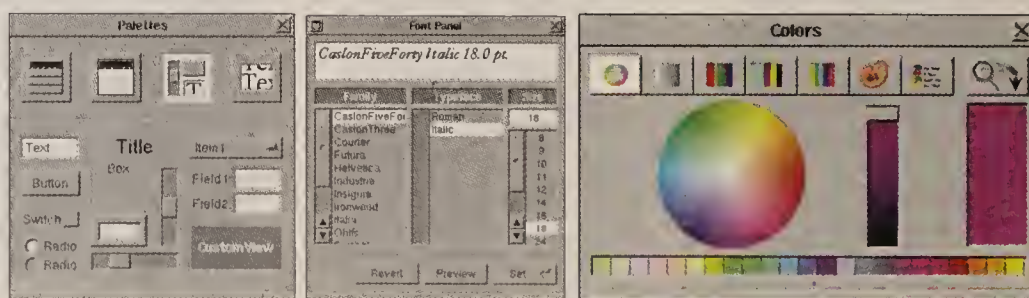 Palettes
Text
Title
Item1
Box
Button
Field1:
Field2:
Switch
Radio
Radio
CustomView
Font Panel
CaslonFiveForty Italic 18.0 pt.
Family
Typeface
Size
CaslonFiveFor
CaslonThree
Courier
Futura
Helvetica
Industria
Insignia
Ironwood
Italia
Ohlfs
Roman
Italic
18
8
9
10
11
12
14
16
18
24
Revert
Preview
Set
Colors